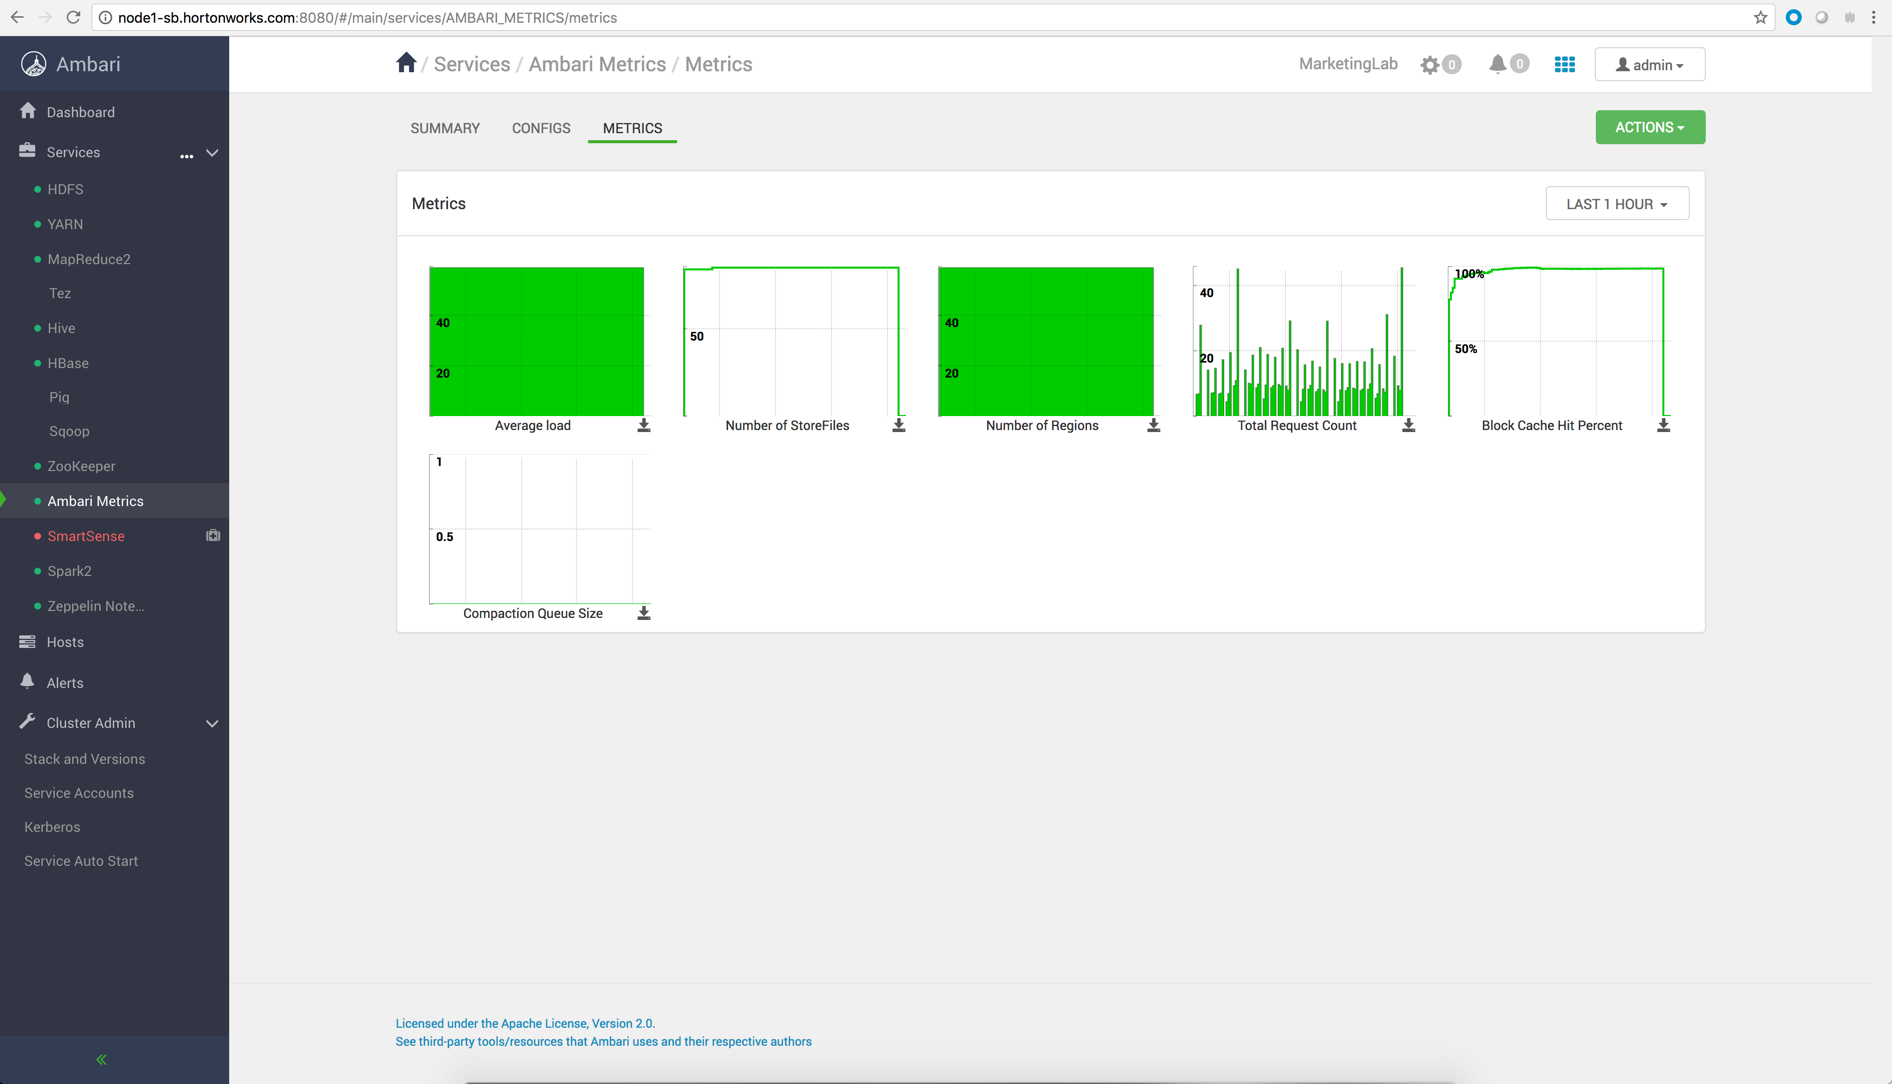 node1-sb.hortonworks.com:8080/#/main/services/AMBARI_METRICS/metrics
Ambari
/ Services / Ambari Metrics / Metrics
MarketingLab
0
0
admin
Dashboard
Services
...
HDFS
YARN
MapReduce2
Tez
Hive
HBase
Pig
Sqoop
ZooKeeper
Ambari Metrics
SmartSense
Spark2
Zeppelin Note...
Hosts
Alerts
Cluster Admin
Stack and Versions
Service Accounts
Kerberos
Service Auto Start
«
SUMMARY
CONFIGS
METRICS
ACTIONS
Metrics
LAST 1 HOUR
40
20
Average load
50
Number of StoreFiles
40
20
Number of Regions
40
20
Total Request Count
100%
50%
Block Cache Hit Percent
1
0.5
Compaction Queue Size
Licensed under the Apache License, Version 2.0.
See third-party tools/resources that Ambari uses and their respective authors